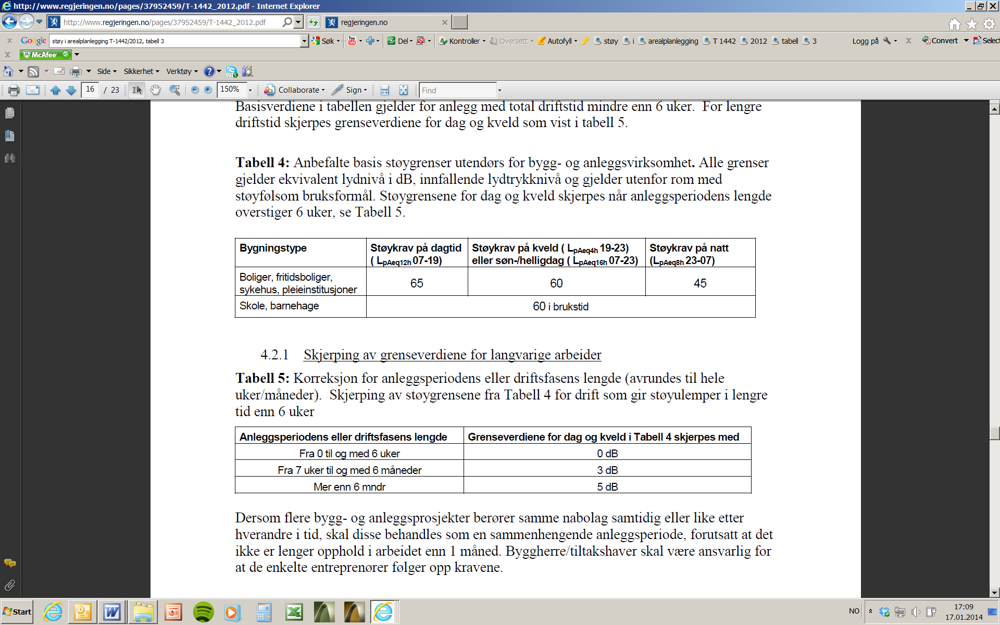 http://www.regjeringen.no/pages/37952459/T-1442_2012.pdf - Internet Explorer
http://www.regjeringen.no/pages/37952459/T-1442_2012.pdf
regjeringen.no
Google
støy i arealplanlegging T-1442/2012, tabell 3
Søk
You Tube
Del
Kontroller
Oversett
Autofyll
støy
i
arealplanlegging
T 1442
2012
tabell
3
Logg på
Convert
Select
McAfee
Side
Sikkerhet
Verktøy
16 / 23
150%
Collaborate
Sign
Find
Basisverdiene i tabellen gjelder for anlegg med total driftstid mindre enn 6 uker. For lengre
driftstid skjerpes grenseverdiene for dag og kveld som vist i tabell 5.
Tabell 4: Anbefalte basis støygrenser utendørs for bygg- og anleggsvirksomhet. Alle grenser
gjelder ekvivalent lydnivå i dB, innfallende lydtrykknivå og gjelder utenfor rom med
støyfølsom bruksformål. Støygrensene for dag og kveld skjerpes når anleggsperiodens lengde
overstiger 6 uker, se Tabell 5.
Bygningstype
Støykrav på dagtid
( LpAeq12h 07-19)
Støykrav på kveld ( LpAeq4h 19-23)
eller søn-/helligdag ( LpAeq16h 07-23)
Støykrav på natt
(LpAeq8h 23-07)
Boliger, fritidsboliger,
sykehus, pleieinstitusjoner
65
60
45
Skole, barnehage
60 i brukstid
4.2.1 Skjerping av grenseverdiene for langvarige arbeider
Tabell 5: Korreksjon for anleggsperiodens eller driftsfasens lengde (avrundes til hele
uker/måneder). Skjerping av støygrensene fra Tabell 4 for drift som gir støyulemper i lengre
tid enn 6 uker
Anleggsperiodens eller driftsfasens lengde
Grenseverdiene for dag og kveld i Tabell 4 skjerpes med
Fra 0 til og med 6 uker
0 dB
Fra 7 uker til og med 6 måneder
3 dB
Mer enn 6 mndr
5 dB
Dersom flere bygg- og anleggsprosjekter berører samme nabolag samtidig eller like etter
hverandre i tid, skal disse behandles som en sammenhengende anleggsperiode, forutsatt at det
ikke er lenger opphold i arbeidet enn 1 måned. Byggherre/tiltakshaver skal være ansvarlig for
at de enkelte entreprenører følger opp kravene.
Start
NO
17:09
17.01.2014